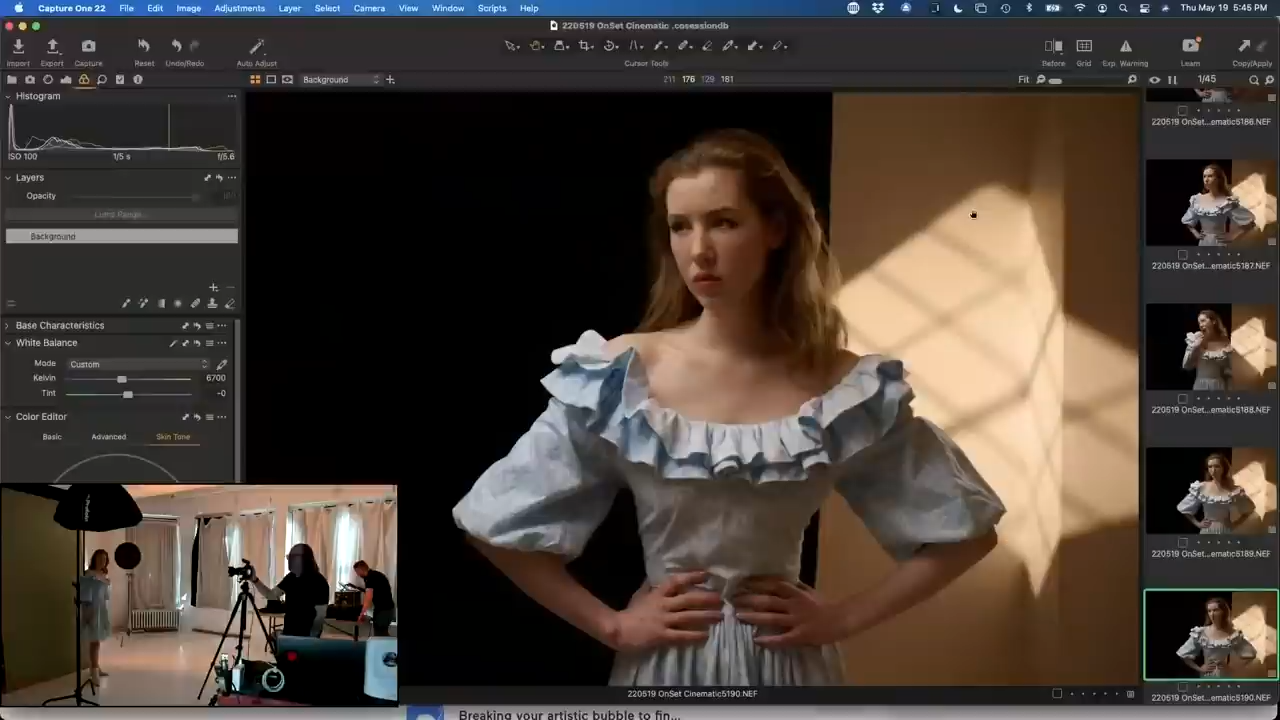 Capture One 22 File Edit Image Adjustments Layer Select Camera View Window Scripts Help Thu May 19 5:45 PM
220519 OnSet Cinematic .cosessiondb
Import Export Capture Reset Undo/Redo Auto Adjust Cursor Tools Before Grid Exp. Warning Learn Copy/Apply
Background 211 176 129 181 Fit 1/45
Histogram
ISO 100 1/5 s f/5.6
Layers
Opacity 100
Luma Range...
Background
Base Characteristics
White Balance
Mode Custom
Kelvin 6700
Tint -0
Color Editor
Basic Advanced Skin Tone
220519 OnSet...ematic5186.NEF
220519 OnSet...ematic5187.NEF
220519 OnSet...ematic5188.NEF
220519 OnSet...ematic5189.NEF
220519 OnSet...ematic5190.NEF
220519 OnSet Cinematic5190.NEF
Breaking your artistic bubble to fin...